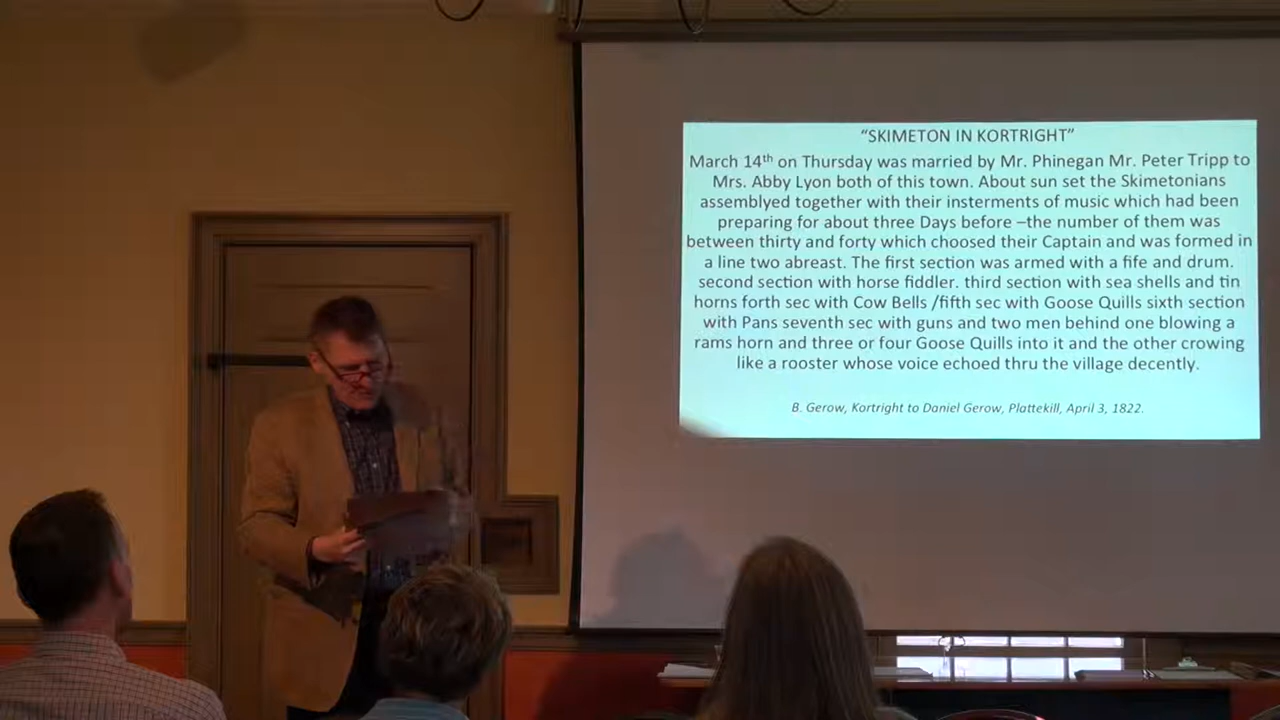 “SKIMETON IN KORTRIGHT”
March 14th on Thursday was married by Mr. Phinegan Mr. Peter Tripp to
Mrs. Abby Lyon both of this town. About sun set the Skimetonians
assemblyed together with their insterments of music which had been
preparing for about three Days before –the number of them was
between thirty and forty which choosed their Captain and was formed in
a line two abreast. The first section was armed with a fife and drum.
second section with horse fiddler. third section with sea shells and tin
horns forth sec with Cow Bells /fifth sec with Goose Quills sixth section
with Pans seventh sec with guns and two men behind one blowing a
rams horn and three or four Goose Quills into it and the other crowing
like a rooster whose voice echoed thru the village decently.
B. Gerow, Kortright to Daniel Gerow, Plattekill, April 3, 1822.